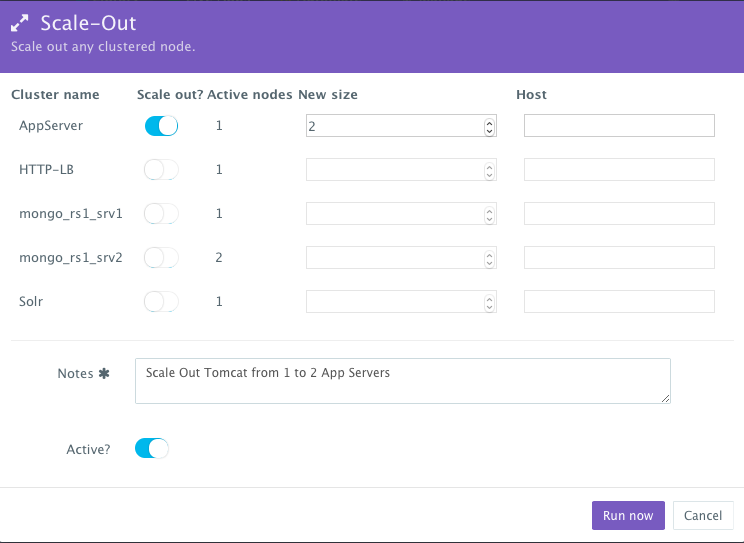 Scale-Out
Scale out any clustered node.
Cluster name Scale out? Active nodes New size Host
AppServer 1 2
HTTP-LB 1
mongo_rs1_srv1 1
mongo_rs1_srv2 2
Solr 1
Notes ✱ Scale Out Tomcat from 1 to 2 App Servers
Active?
Run now Cancel